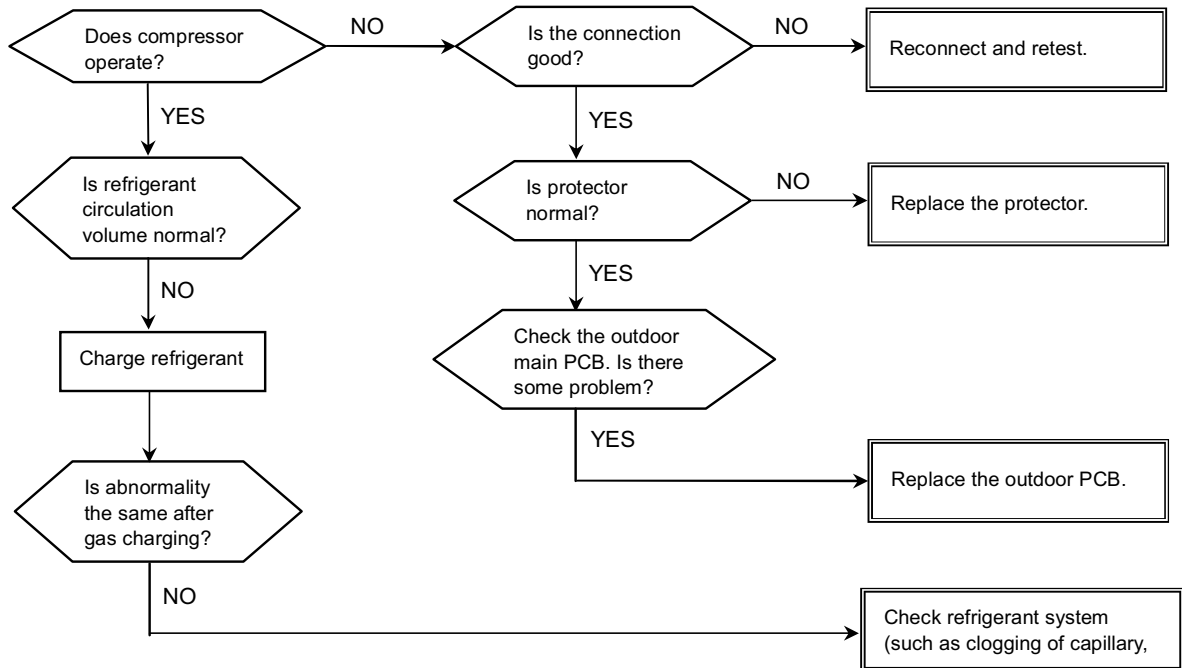 Does compressor
operate?
NO
Is the connection
good?
NO
Reconnect and retest.
YES
YES
Is refrigerant
circulation
volume normal?
Is protector
normal?
NO
Replace the protector.
NO
YES
Charge refrigerant
Check the outdoor
main PCB. Is there
some problem?
YES
Is abnormality
the same after
gas charging?
Replace the outdoor PCB.
NO
Check refrigerant system
(such as clogging of capillary,